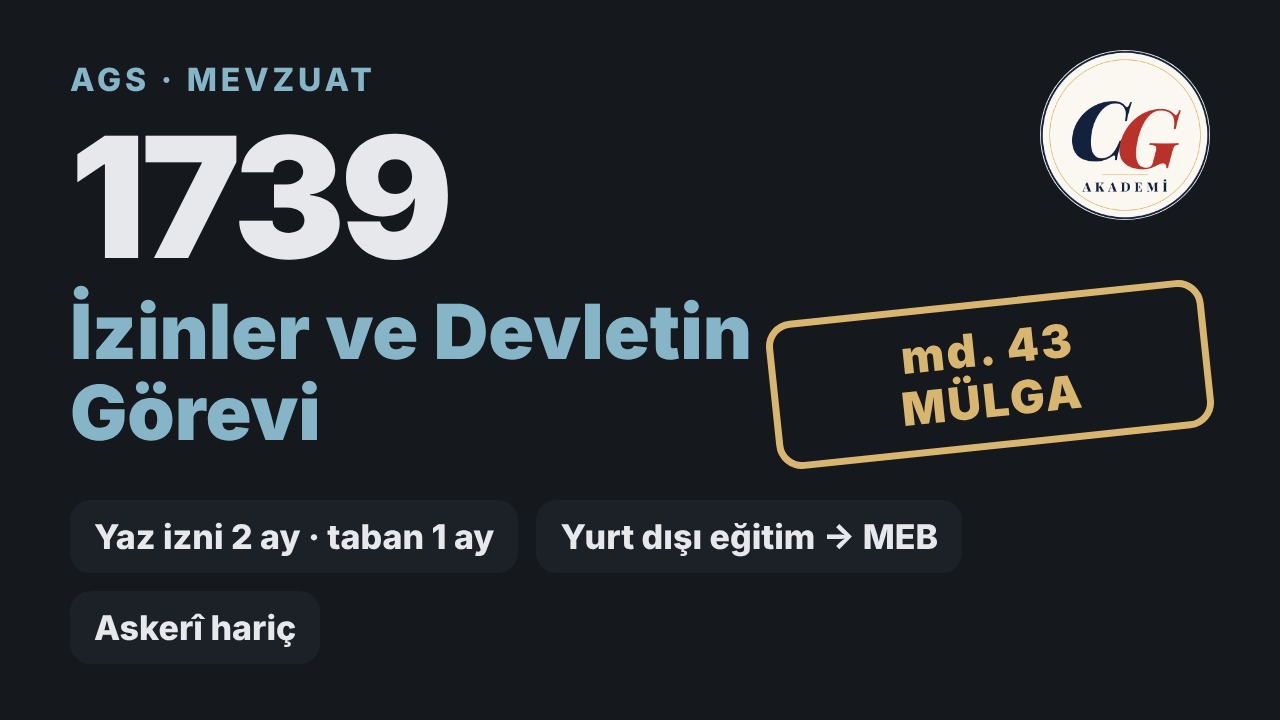 AGS · MEVZUAT
1739
İzinler ve Devletin
Görevi
CG
AKADEMİ
md. 43
MÜLGA
Yaz izni 2 ay · taban 1 ay
Yurt dışı eğitim → MEB
Askerî hariç